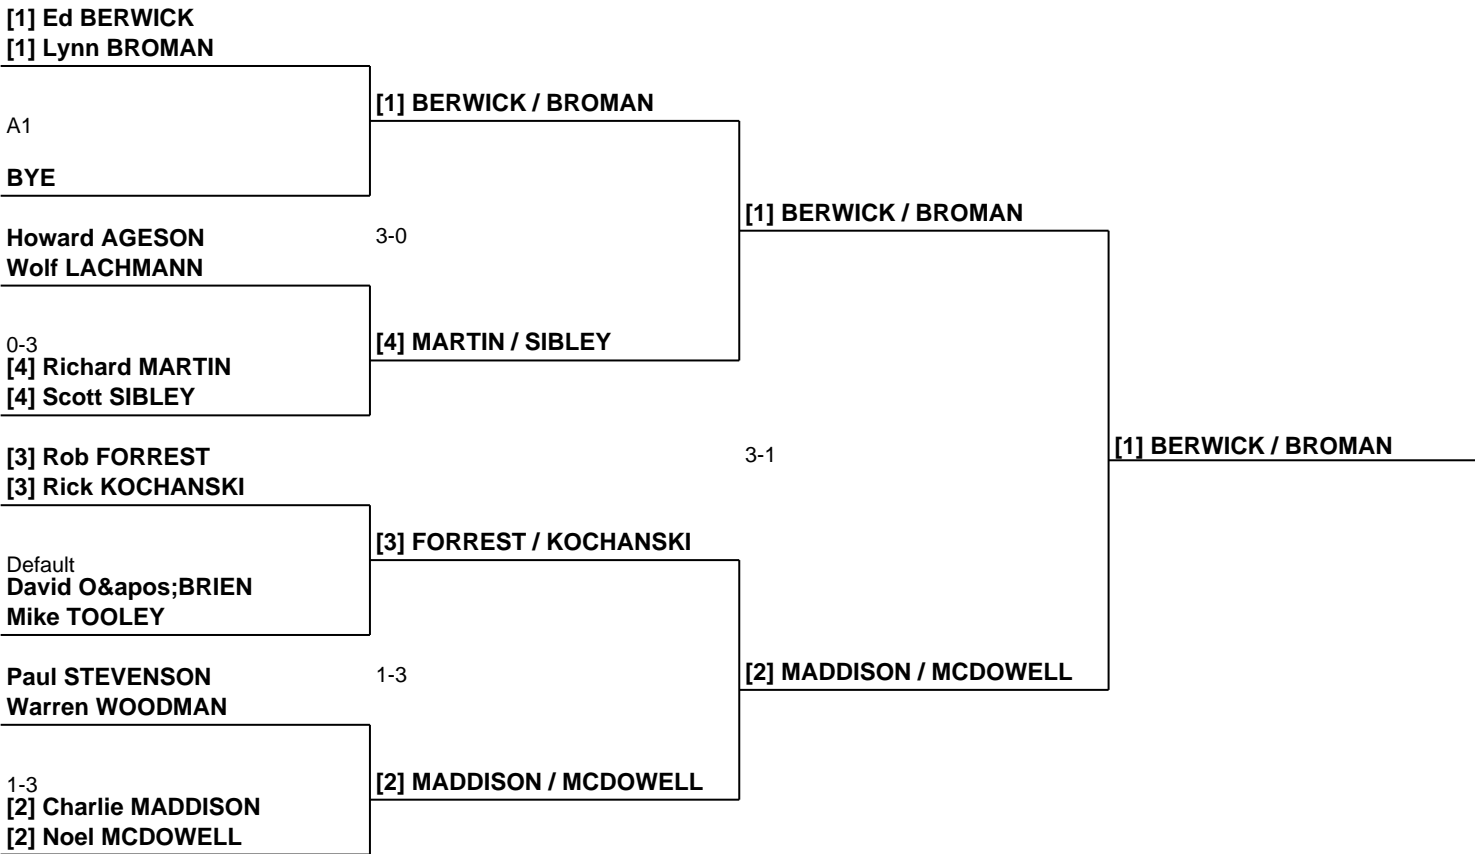 [1] Ed BERWICK
[1] Lynn BROMAN
[1] BERWICK / BROMAN
A1
BYE
[1] BERWICK / BROMAN
Howard AGESON
3-0
Wolf LACHMANN
0-3
[4] MARTIN / SIBLEY
[4] Richard MARTIN
[4] Scott SIBLEY
[3] Rob FORREST
3-1
[1] BERWICK / BROMAN
[3] Rick KOCHANSKI
[3] FORREST / KOCHANSKI
Default
David O&apos;BRIEN
Mike TOOLEY
Paul STEVENSON
1-3
[2] MADDISON / MCDOWELL
Warren WOODMAN
1-3
[2] MADDISON / MCDOWELL
[2] Charlie MADDISON
[2] Noel MCDOWELL